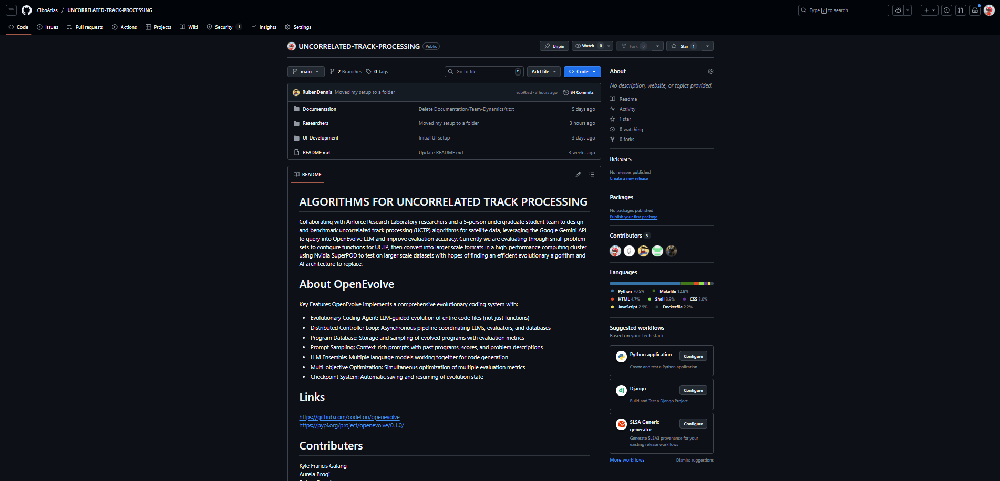 CiboAtlas / UNCORRELATED-TRACK-PROCESSING
Type / to search
Code Issues Pull requests Actions Projects Wiki Security 1 Insights Settings
UNCORRELATED-TRACK-PROCESSING Public
Unpin Watch 0 Fork 0 Star 1
main 2 Branches 0 Tags Go to file t Add file Code
RubenDennis Moved my setup to a folder ecb96ad · 3 hours ago 84 Commits
Documentation Delete Documentation/Team-Dynamics/t.txt 5 days ago
Researchers Moved my setup to a folder 3 hours ago
UI-Development Initial UI setup 3 days ago
README.md Update README.md 3 weeks ago
README
ALGORITHMS FOR UNCORRELATED TRACK PROCESSING
Collaborating with Airforce Research Laboratory researchers and a 5-person undergraduate student team to design
and benchmark uncorrelated track processing (UCTP) algorithms for satellite data, leveraging the Google Gemini API
to query into OpenEvolve LLM and improve evaluation accuracy. Currently we are evaluating through small problem
sets to configure functions for UCTP, then convert into larger scale formats in a high-performance computing cluster
using Nvidia SuperPOD to test on larger scale datasets with hopes of finding an efficient evolutionary algorithm and
AI architecture to replace.
About OpenEvolve
Key Features OpenEvolve implements a comprehensive evolutionary coding system with:
• Evolutionary Coding Agent: LLM-guided evolution of entire code files (not just functions)
• Distributed Controller Loop: Asynchronous pipeline coordinating LLMs, evaluators, and databases
• Program Database: Storage and sampling of evolved programs with evaluation metrics
• Prompt Sampling: Context-rich prompts with past programs, scores, and problem descriptions
• LLM Ensemble: Multiple language models working together for code generation
• Multi-objective Optimization: Simultaneous optimization of multiple evaluation metrics
• Checkpoint System: Automatic saving and resuming of evolution state
Links
https://github.com/codelion/openevolve
https://pypi.org/project/openevolve/0.1.0/
Contributers
Kyle Francis Galang
Aurela Broqi
About
No description, website, or topics provided.
Readme
Activity
1 star
0 watching
0 forks
Releases
No releases published
Create a new release
Packages
No packages published
Publish your first package
Contributors 5
Languages
Python 70.5% Makefile 12.8%
HTML 4.7% Shell 3.9% CSS 3.0%
JavaScript 2.9% Dockerfile 2.2%
Suggested workflows
Based on your tech stack
Python application Configure
Create and test a Python application.
dj Django Configure
Build and Test a Django Project
SLSA Generic
generator Configure
Generate SLSA3 provenance for your
existing release workflows
More workflows Dismiss suggestions